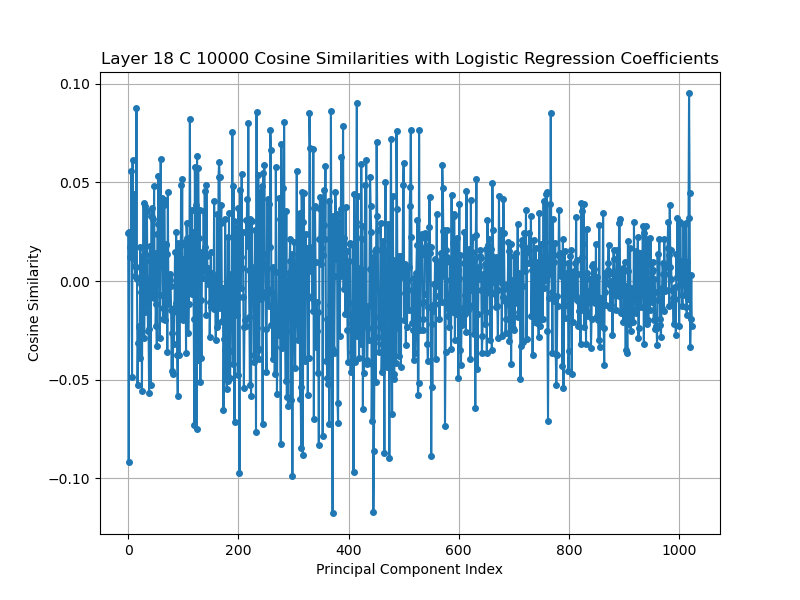 Layer 18 C 10000 Cosine Similarities with Logistic Regression Coefficients
0.10
0.05
0.00
−0.05
−0.10
Cosine Similarity
0 200 400 600 800 1000
Principal Component Index